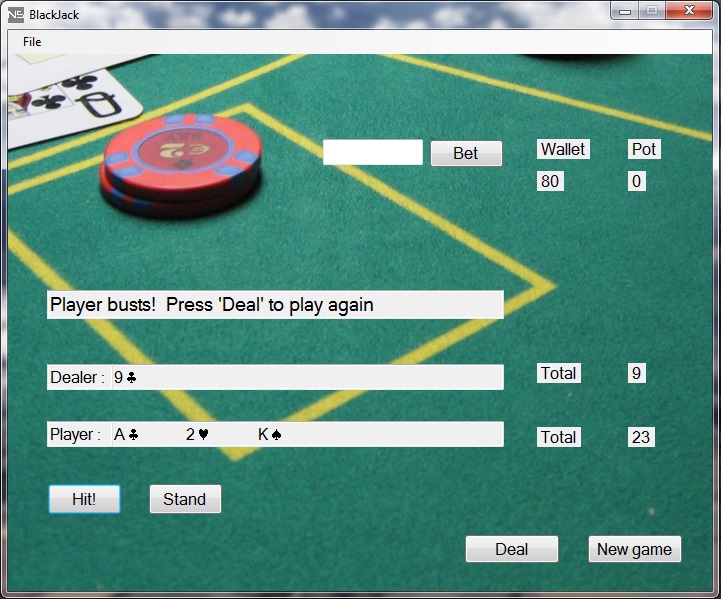 BlackJack
File
Q
€2
Bet
Wallet
Pot
80
0
Player busts!  Press 'Deal' to play again
Dealer : 9♣
Total
9
Player : A♣ 2♥ K♠
Total
23
Hit!
Stand
Deal
New game